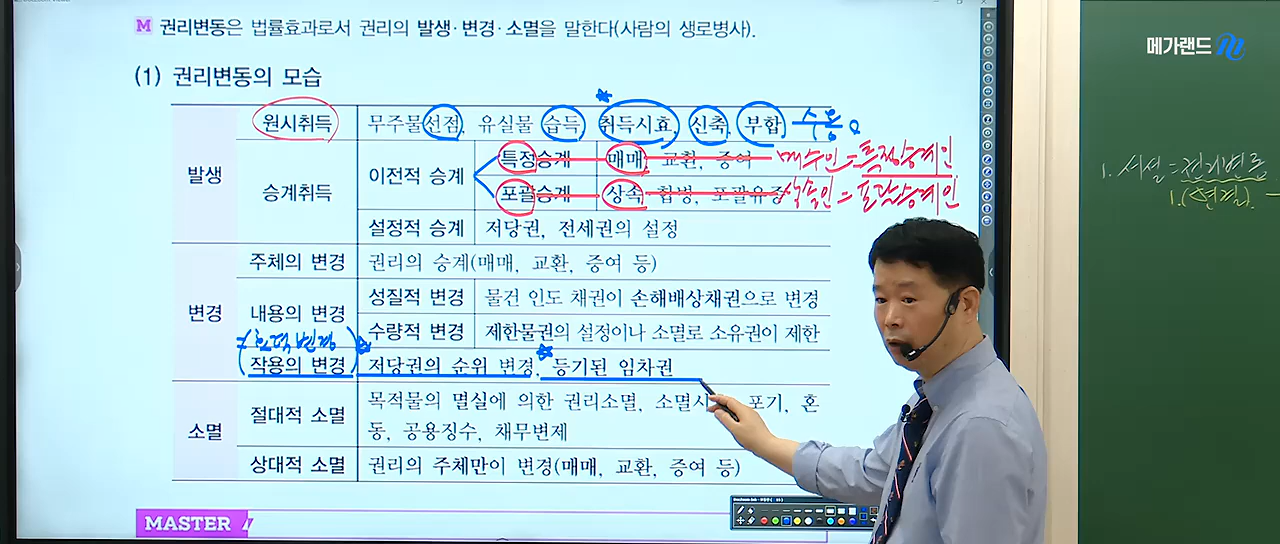 M 권리변동은 법률효과로서 권리의 발생·변경·소멸을 말한다(사람의 생로병사).
메가랜드
(1) 권리변동의 모습
원시취득 무주물선점, 유실물 습득, 취득시효, 신축, 부합, 수용
발생 승계취득 이전적 승계 특정승계 매매, 교환, 증여 매수인=특정승계인
포괄승계 상속, 합병, 포괄유증 상속인=포괄승계인
설정적 승계 저당권, 전세권의 설정
변경 주체의 변경 권리의 승계(매매, 교환, 증여 등)
내용의 변경 성질적 변경 물건 인도 채권이 손해배상채권으로 변경
수량적 변경 제한물권의 설정이나 소멸로 소유권이 제한
작용의 변경 저당권의 순위 변경, 등기된 임차권
소멸 절대적 소멸 목적물의 멸실에 의한 권리소멸, 소멸시 포기, 혼
동, 공용징수, 채무변제
상대적 소멸 권리의 주체만이 변경(매매, 교환, 증여 등)
MASTER